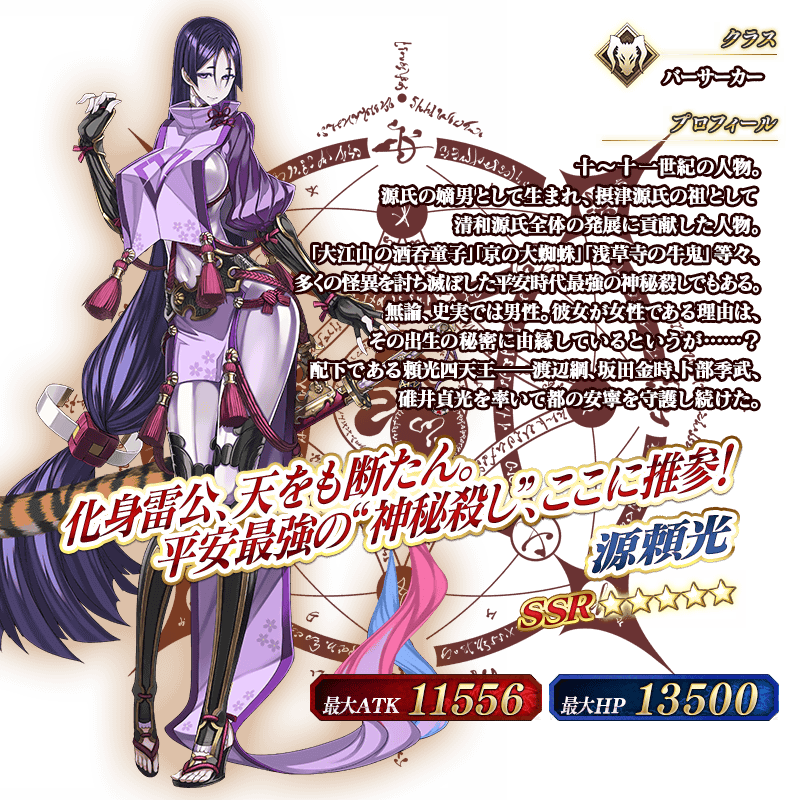 クラス
バーサーカー
プロフィール
十～十一世紀の人物。
源氏の嫡男として生まれ、摂津源氏の祖として
清和源氏全体の発展に貢献した人物。
「大江山の酒呑童子」「京の大蜘蛛」「浅草寺の牛鬼」等々、
多くの怪異を討ち滅ぼした平安時代最強の神秘殺しでもある。
無論、史実では男性。彼女が女性である理由は、
その出生の秘密に由縁しているというが……？
配下である頼光四天王──渡辺綱、坂田金時、卜部季武、
碓井貞光を率いて都の安寧を守護し続けた。
化身雷公、天をも断たん。
平安最強の“神秘殺し”、ここに推参！
源頼光
SSR ☆☆☆☆☆
最大ATK 11556
最大HP 13500